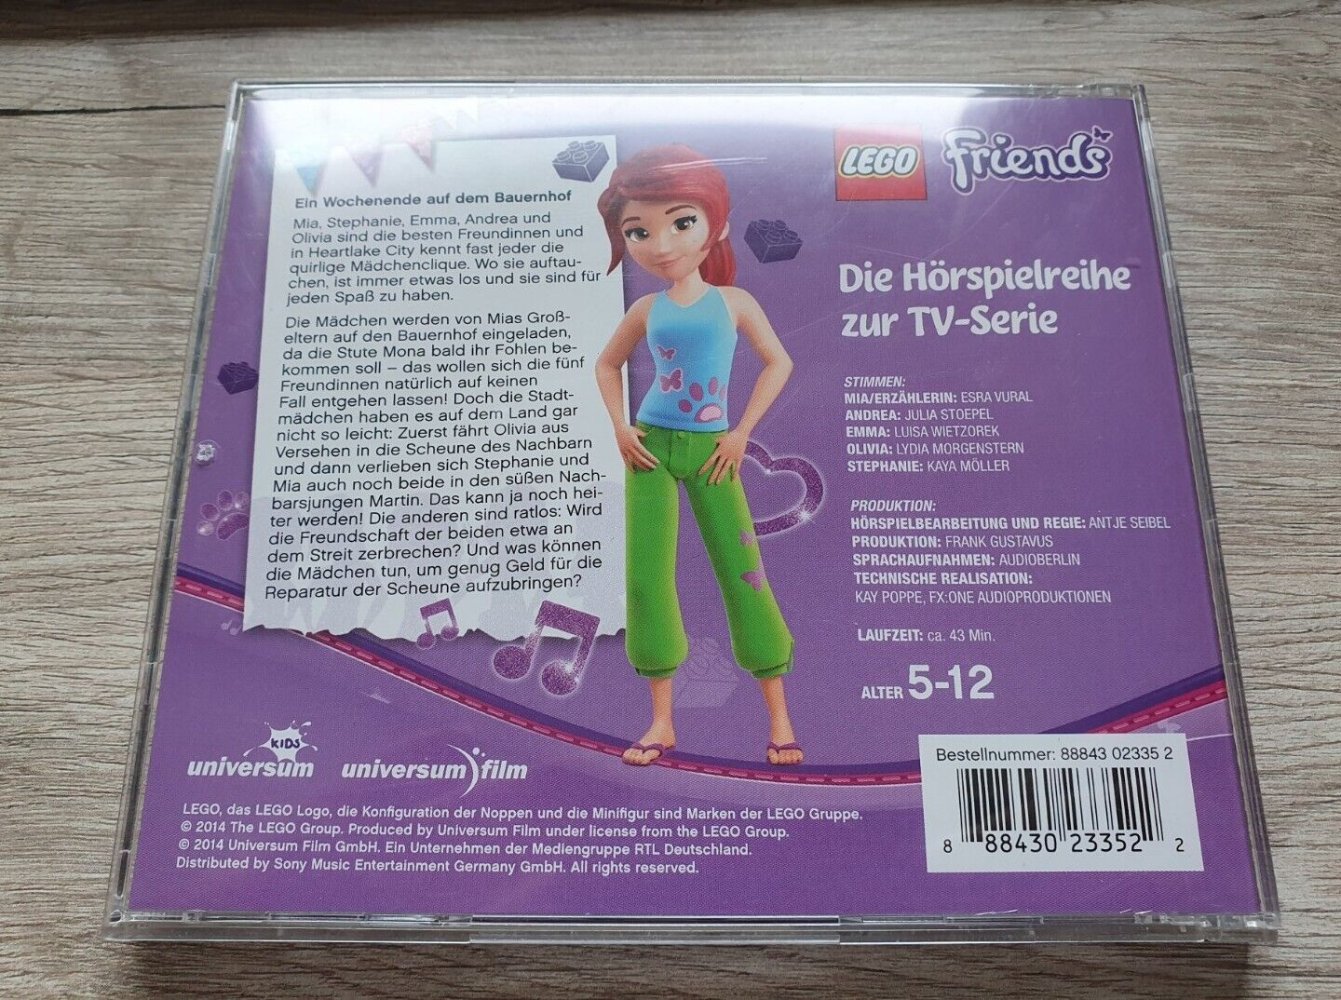 Ein Wochenende auf dem Bauernhof
Mia, Stephanie, Emma, Andrea und
Olivia sind die besten Freundinnen und
in Heartlake City kennt fast jeder die
quirlige Mädchenclique. Wo sie auftau-
chen, ist immer etwas los und sie sind für
jeden Spaß zu haben.
Die Mädchen werden von Mias Groß-
eltern auf den Bauernhof eingeladen,
da die Stute Mona bald ihr Fohlen be-
kommen soll – das wollen sich die fünf
Freundinnen natürlich auf keinen
Fall entgehen lassen! Doch die Stadt-
mädchen haben es auf dem Land gar
nicht so leicht: Zuerst fährt Olivia aus
Versehen in die Scheune des Nachbarn
und dann verlieben sich Stephanie und
Mia auch noch beide in den süßen Nach-
barsjungen Martin. Das kann ja noch hei-
ter werden! Die anderen sind ratlos: Wird
die Freundschaft der beiden etwa an
dem Streit zerbrechen? Und was können
die Mädchen tun, um genug Geld für die
Reparatur der Scheune aufzubringen?
LEGO friends
Die Hörspielreihe
zur TV-Serie
STIMMEN:
MIA/ERZÄHLERIN: ESRA VURAL
ANDREA: JULIA STOEPEL
EMMA: LUISA WIETZOREK
OLIVIA: LYDIA MORGENSTERN
STEPHANIE: KAYA MÖLLER
PRODUKTION:
HÖRSPIELBEARBEITUNG UND REGIE: ANTJE SEIBEL
PRODUKTION: FRANK GUSTAVUS
SPRACHAUFNAHMEN: AUDIOBERLIN
TECHNISCHE REALISATION:
KAY POPPE, FX:ONE AUDIOPRODUKTIONEN
LAUFZEIT: ca. 43 Min.
ALTER 5-12
KIDS
universum
universum film
LEGO, das LEGO Logo, die Konfiguration der Noppen und die Minifigur sind Marken der LEGO Gruppe.
© 2014 The LEGO Group. Produced by Universum Film under license from the LEGO Group.
© 2014 Universum Film GmbH. Ein Unternehmen der Mediengruppe RTL Deutschland.
Distributed by Sony Music Entertainment Germany GmbH. All rights reserved.
Bestellnummer: 88843 02335 2
8 88430 23352 2